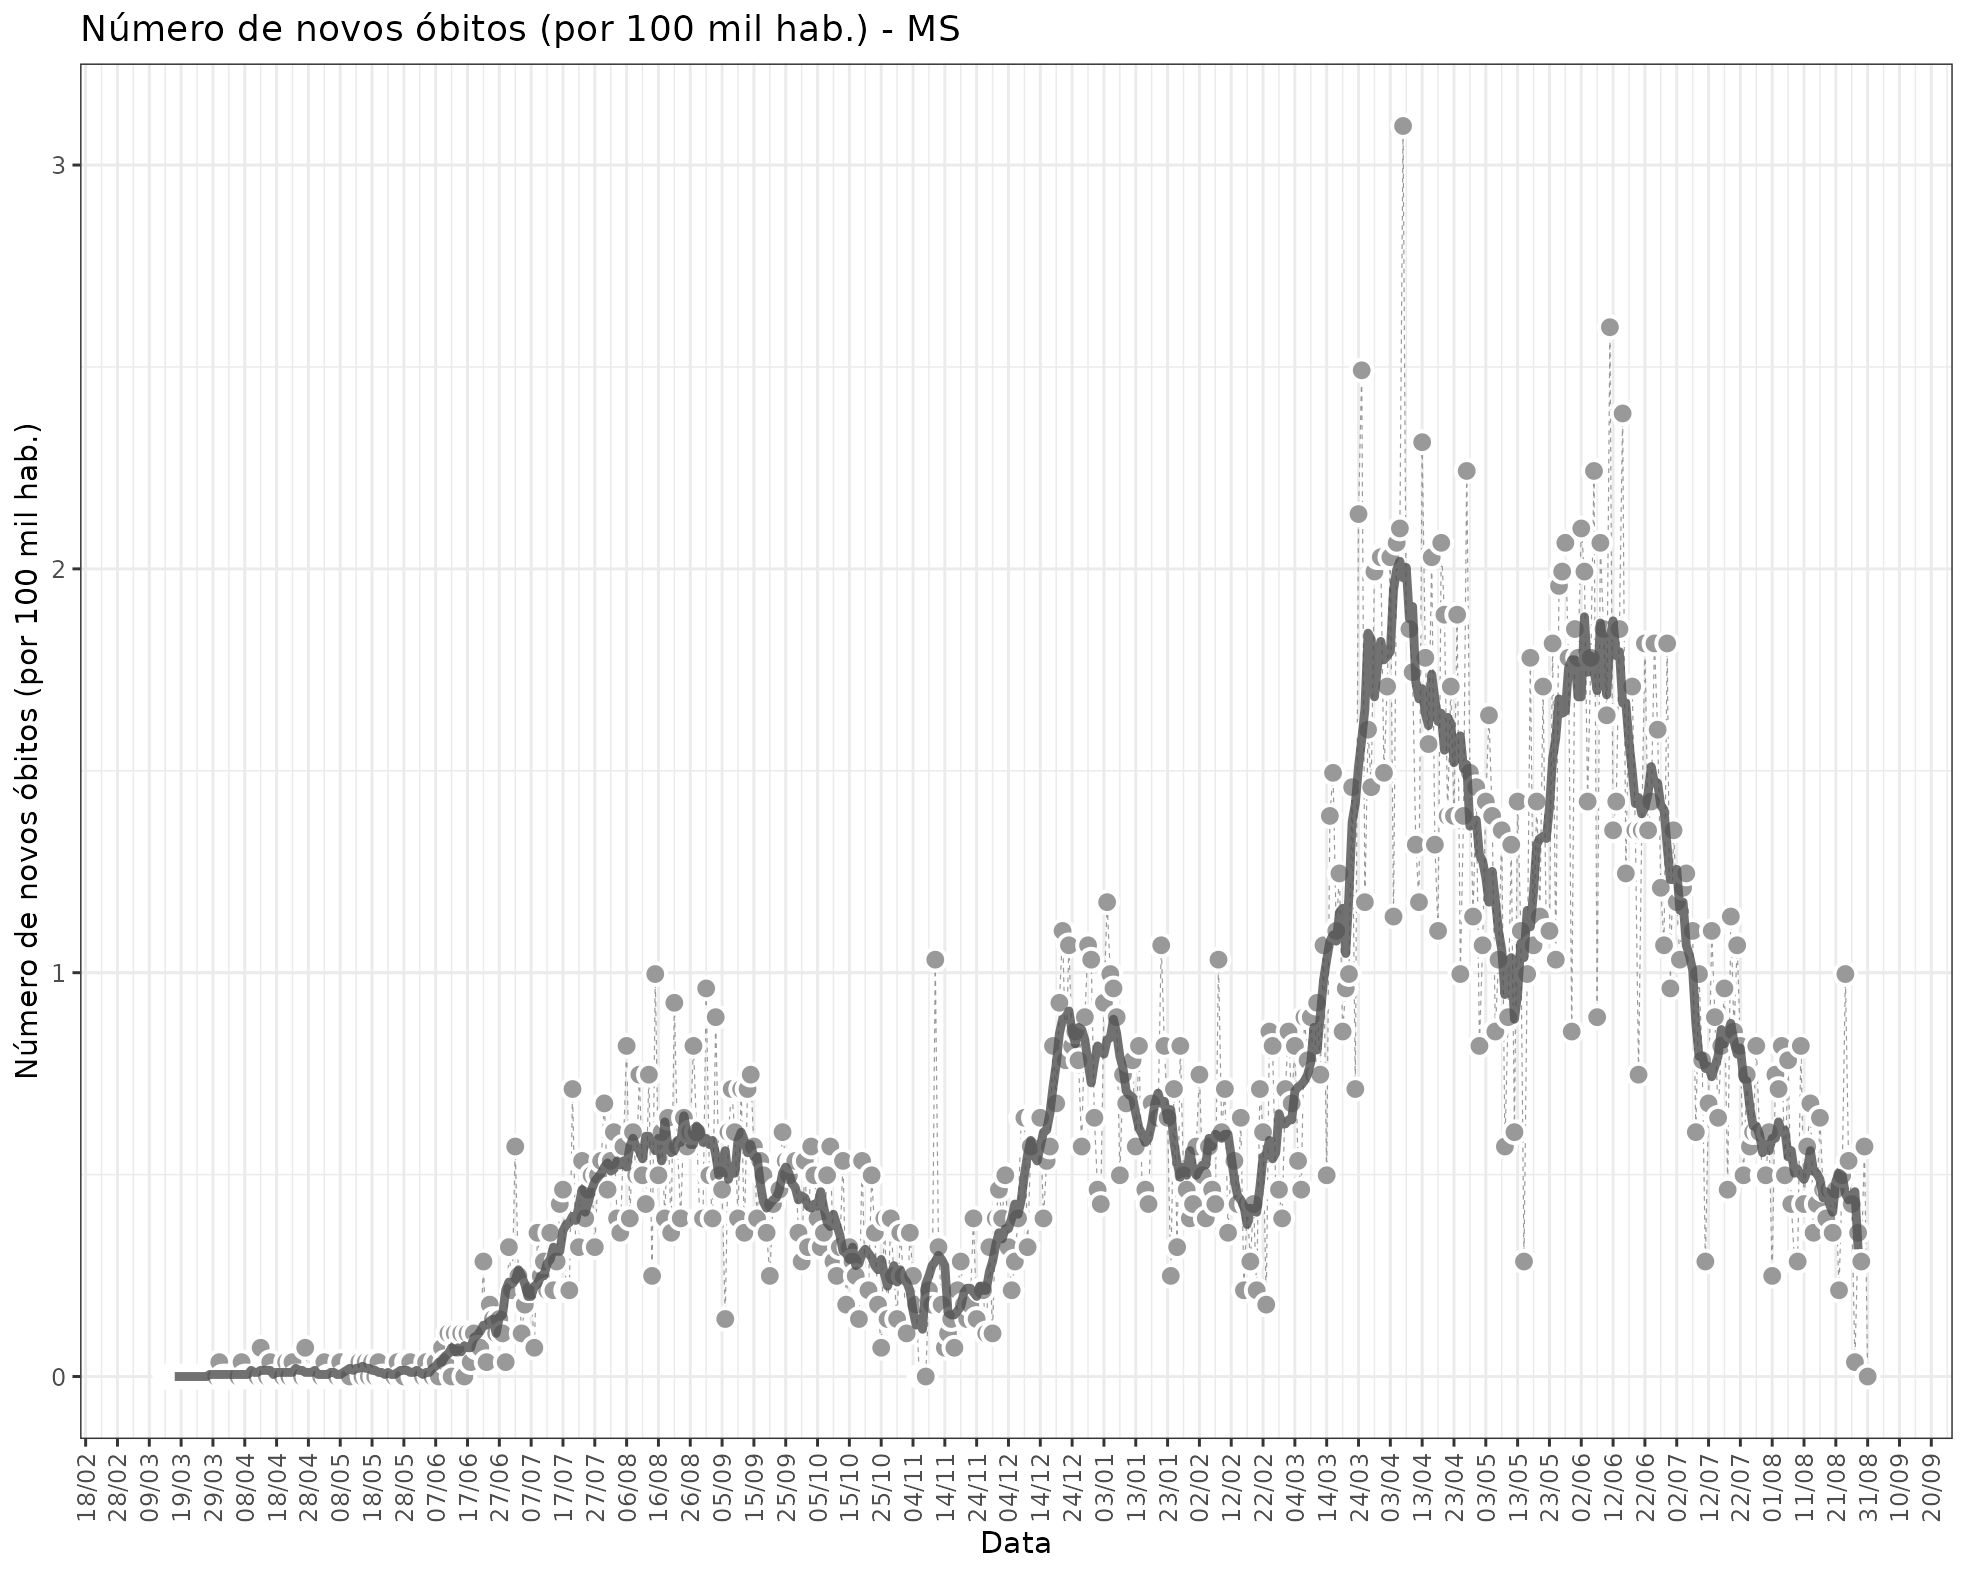 Número de novos óbitos (por 100 mil hab.) - MS
Número de novos óbitos (por 100 mil hab.)
3
2
1
0
18/02 28/02 09/03 19/03 29/03 08/04 18/04 28/04 08/05 18/05 28/05 07/06 17/06 27/06 07/07 17/07 27/07 06/08 16/08 26/08 05/09 15/09 25/09 05/10 15/10 25/10 04/11 14/11 24/11 04/12 14/12 24/12 03/01 13/01 23/01 02/02 12/02 22/02 04/03 14/03 24/03 03/04 13/04 23/04 03/05 13/05 23/05 02/06 12/06 22/06 02/07 12/07 22/07 01/08 11/08 21/08 31/08 10/09 20/09
Data